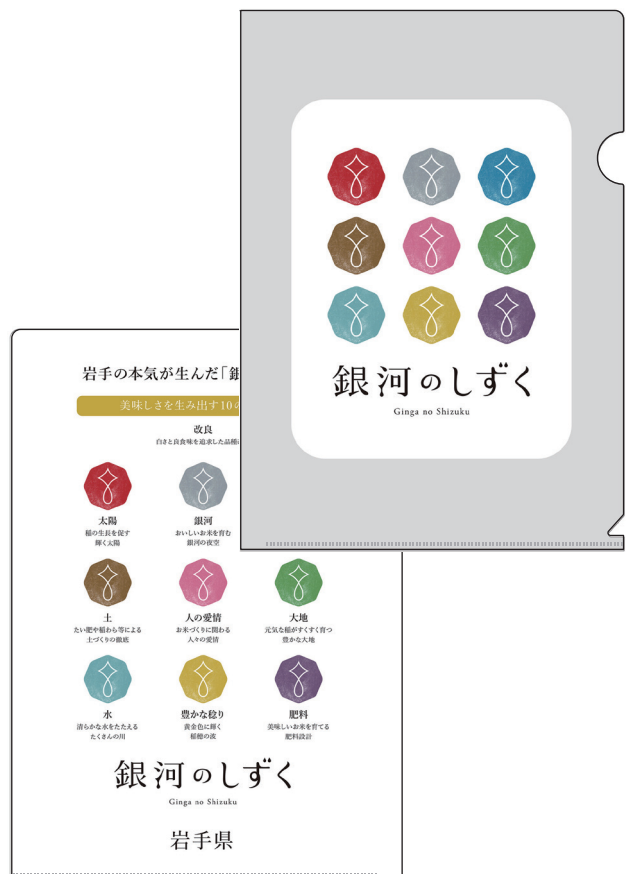 銀河のしずく
Ginga no Shizuku
岩手の本気が生んだ「銀
美味しさを生み出す10の
改良
白さと良食味を追求した品種
太陽
稲の生長を促す
輝く太陽
銀河
おいしいお米を育む
銀河の夜空
土
たい肥や稲わら等による
土づくりの徹底
人の愛情
お米づくりに関わる
人々の愛情
大地
元気な稲がすくすく育つ
豊かな大地
水
清らかな水をたたえる
たくさんの川
豊かな稔り
黄金色に輝く
稲穂の波
肥料
美味しいお米を育てる
肥料設計
銀河のしずく
Ginga no Shizuku
岩手県